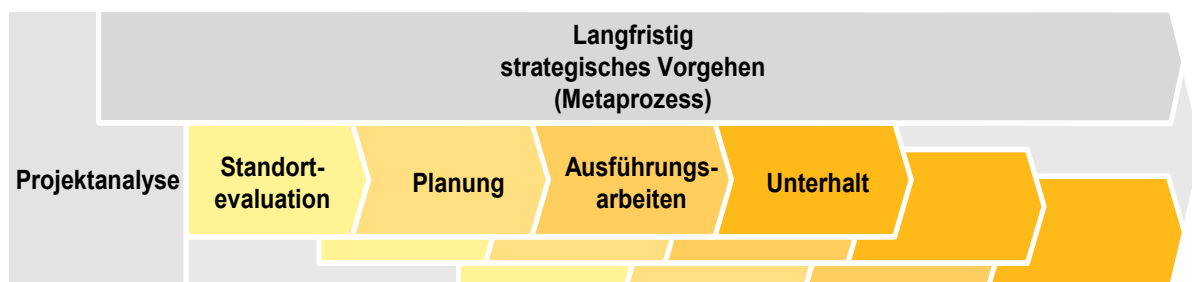 Langfristig
strategisches Vorgehen
(Metaprozess)
Projektanalyse
Standort-
evaluation
Planung
Ausführungs-
arbeiten
Unterhalt